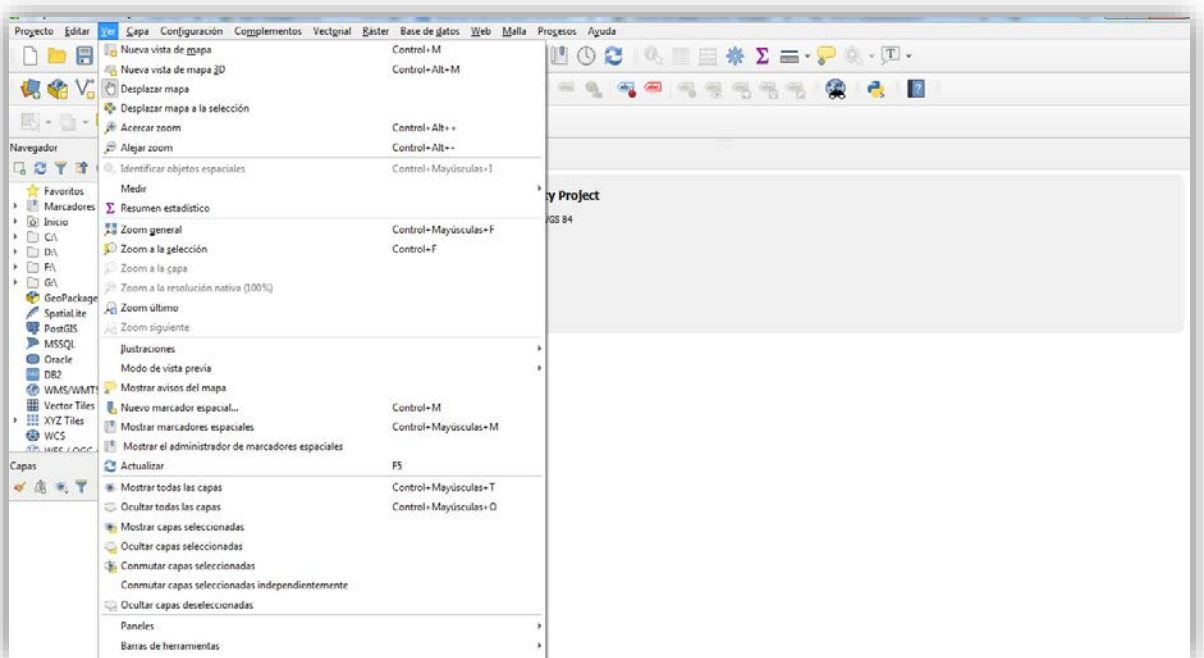 Proyecto Editar Ver Capa Configuración Complementos Vectorial Ráster Base de datos Web Malla Procesos Ayuda
Nueva vista de mapa Control+M
Nueva vista de mapa 3D Control+Alt+M
Desplazar mapa
Desplazar mapa a la selección
Acercar zoom Control+Alt++
Alejar zoom Control+Alt+-
Identificar objetos espaciales Control+Mayúsculas+I
Medir
Resumen estadístico
Zoom general Control+Mayúsculas+F
Zoom a la selección Control+F
Zoom a la capa
Zoom a la resolución nativa (100%)
Zoom último
Zoom siguiente
Ilustraciones
Modo de vista previa
Mostrar avisos del mapa
Nuevo marcador espacial... Control+M
Mostrar marcadores espaciales Control+Mayúsculas+M
Mostrar el administrador de marcadores espaciales
Actualizar F5
Mostrar todas las capas Control+Mayúsculas+T
Ocultar todas las capas Control+Mayúsculas+O
Mostrar capas seleccionadas
Ocultar capas seleccionadas
Conmutar capas seleccionadas
Conmutar capas seleccionadas independientemente
Ocultar capas deseleccionadas
Paneles
Barras de herramientas
Navegador
Favoritos
Marcadores
Inicio
C:\
D:\
F:\
G:\
GeoPackage
SpatiaLite
PostGIS
MSSQL
Oracle
DB2
WMS/WMTS
Vector Tiles
XYZ Tiles
WCS
WFS / OGC
Capas
ty Project
WGS 84